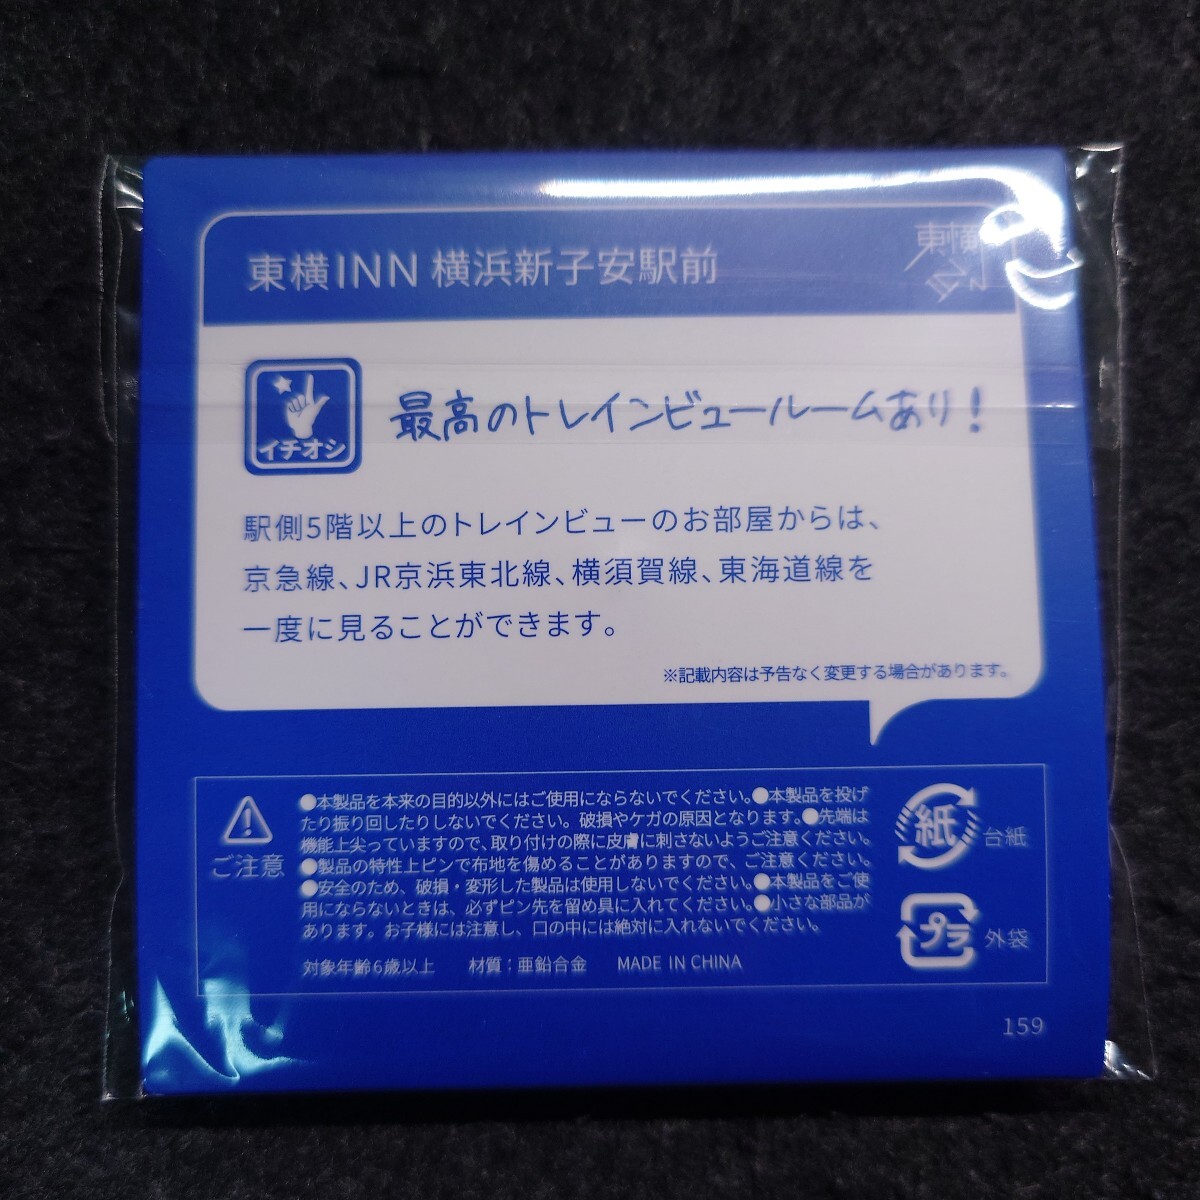 東横INN 横浜新子安駅前
東横
イチオシ
最高のトレインビュールームあり!
駅側5階以上のトレインビューのお部屋からは、
京急線、JR京浜東北線、横須賀線、東海道線を
一度に見ることができます。
※記載内容は予告なく変更する場合があります。
ご注意
●本製品を本来の目的以外にはご使用にならないでください。●本製品を投げ
たり振り回したりしないでください。破損やケガの原因となります。●先端は
機能上尖っていますので、取り付けの際に皮膚に刺さないようご注意ください。
●製品の特性上ピンで布地を傷めることがありますので、ご注意ください。
●安全のため、破損・変形した製品は使用しないでください。●本製品をご使
用にならないときは、必ずピン先を留め具に入れてください。●小さな部品が
あります。お子様には注意し、口の中には絶対に入れないでください。
対象年齢6歳以上 材質:亜鉛合金 MADE IN CHINA
紙 台紙
プラ 外袋
159